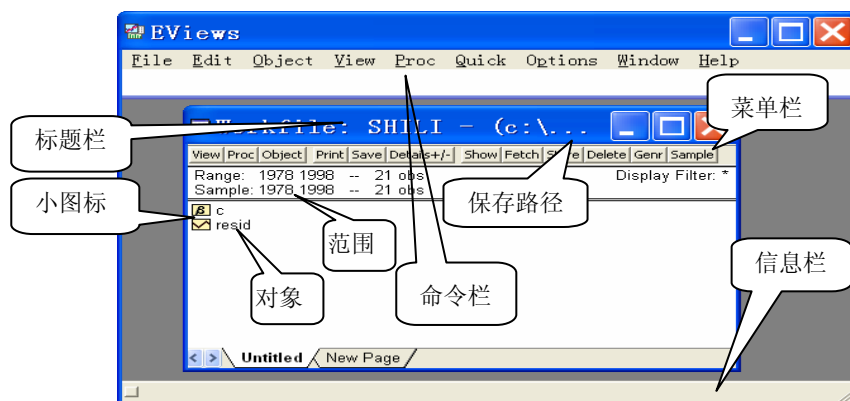 EViews
File Edit Object View Proc Quick Options Window Help
菜单栏
标题栏
Workfile: SHILI - (c:\...
View Proc Object Print Save Details+/- Show Fetch Store Delete Genr Sample
Range: 1978 1998 -- 21 obs Display Filter: *
Sample: 1978 1998 -- 21 obs
小图标
保存路径
β c
resid
范围
信息栏
对象
命令栏
Untitled New Page